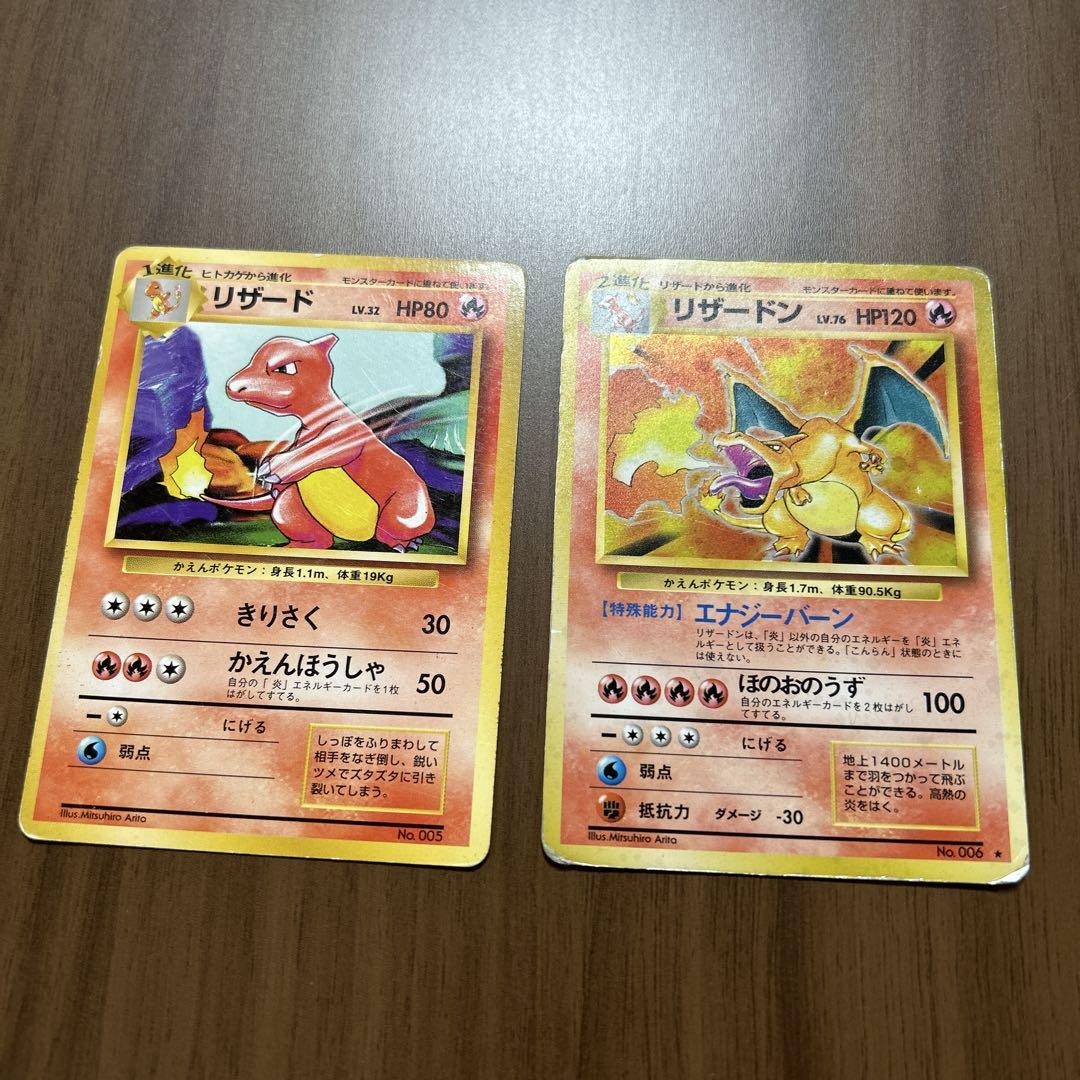 1進化
ヒトカゲから進化
モンスターカードに重ねて使います。
リザード
LV.32 HP80
かえんポケモン:身長1.1m、体重19Kg
きりさく 30
かえんほうしゃ 50
自分の「炎」エネルギーカードを1枚
はがしてすてる。
にげる
弱点
しっぽをふりまわして
相手をなぎ倒し、鋭い
ツメでズタズタに引き
裂いてしまう。
Illus.Mitsuhiro Arita
No.005
2進化
リザードから進化
モンスターカードに重ねて使います。
リザードン
LV.76 HP120
かえんポケモン:身長1.7m、体重90.5Kg
【特殊能力】 エナジーバーン
リザードンは、「炎」以外の自分のエネルギーを「炎」エネ
ルギーとして扱うことができる。「こんらん」状態のときに
は使えない。
ほのおのうず 100
自分のエネルギーカードを2枚はがし
てすてる。
にげる
弱点
抵抗力 ダメージ -30
地上1400メートル
まで羽をつかって飛ぶ
ことができる。高熱の
炎をはく。
Illus.Mitsuhiro Arita
No.006 ★